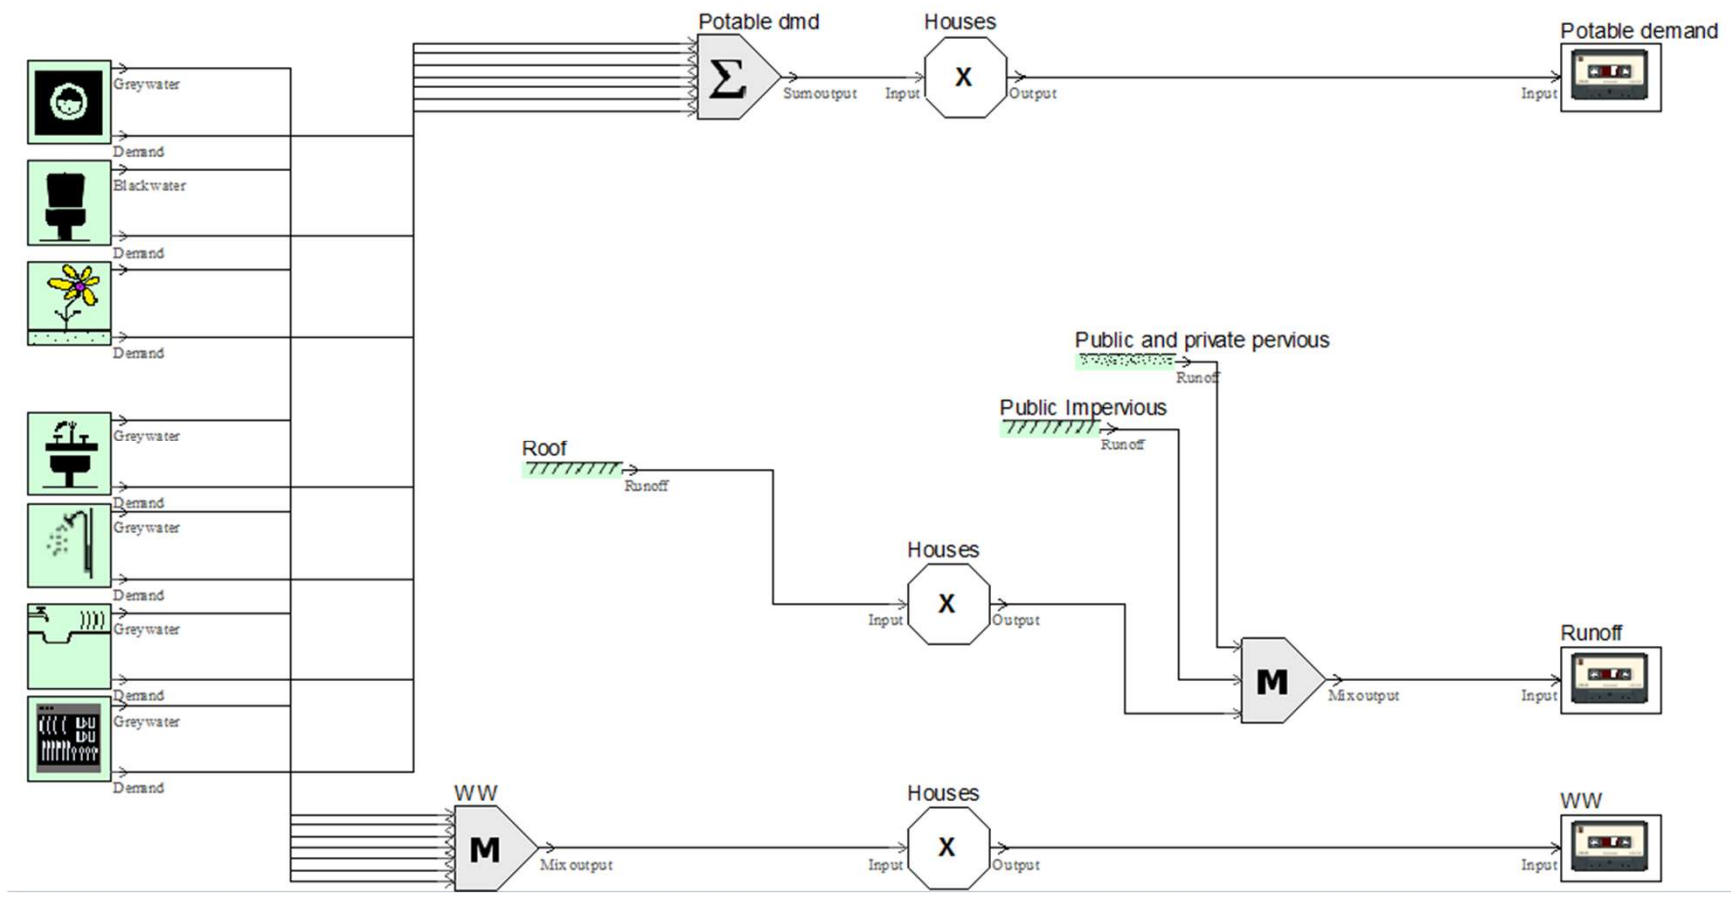 Potable dmd
Houses
Potable demand
Σ
X
Sumoutput
Input
Output
Input
Greywater
Demand
Blackwater
Demand
Demand
Public and private pervious
Runoff
Public Impervious
Runoff
Greywater
Demand
Roof
Runoff
Greywater
Demand
Houses
X
Input
Output
Greywater
Demand
Runoff
M
Mixoutput
Input
Greywater
Demand
WW
Houses
WW
M
X
Mixoutput
Input
Output
Input